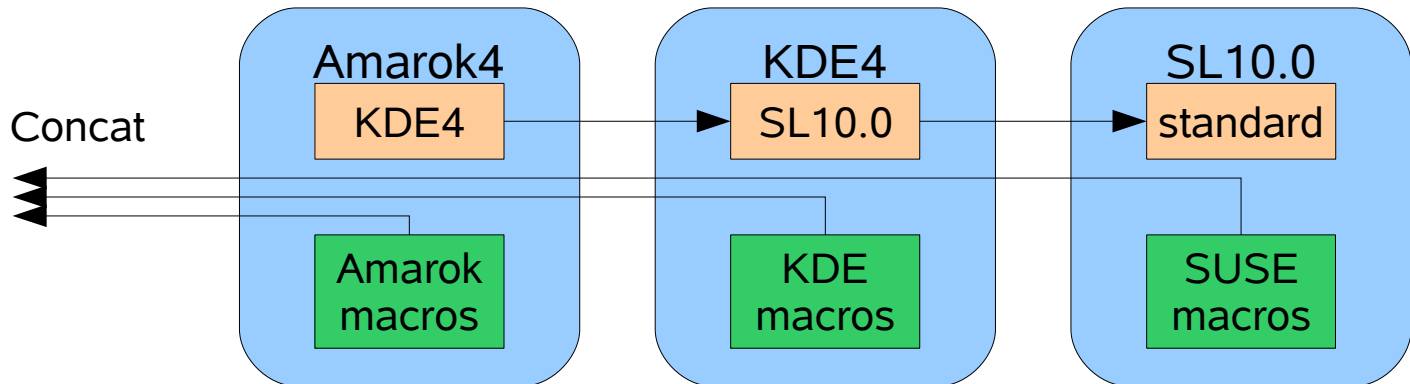 Amarok4
KDE4
SL10.0
KDE4
SL10.0
standard
Concat
Amarok
macros
KDE
macros
SUSE
macros